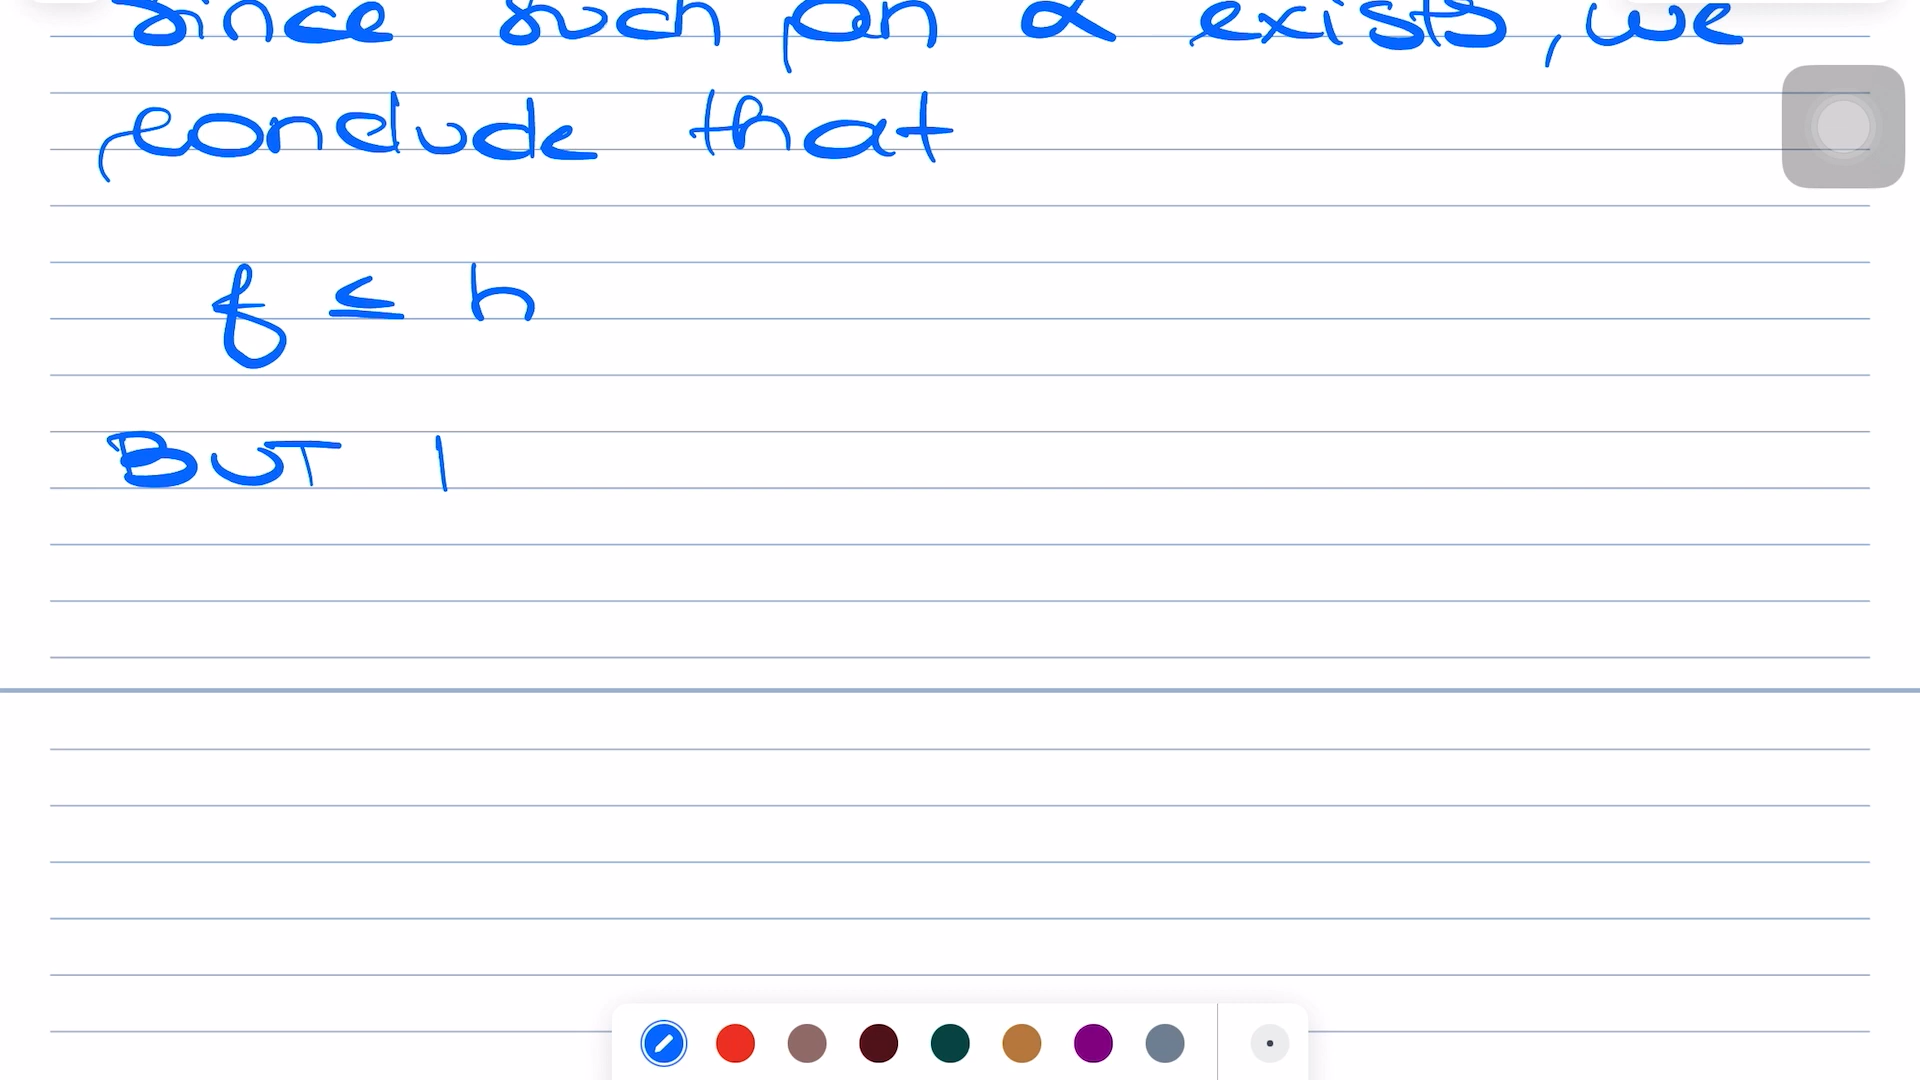 Since such an α exists, we
conclude that
f ≤ h
BUT I